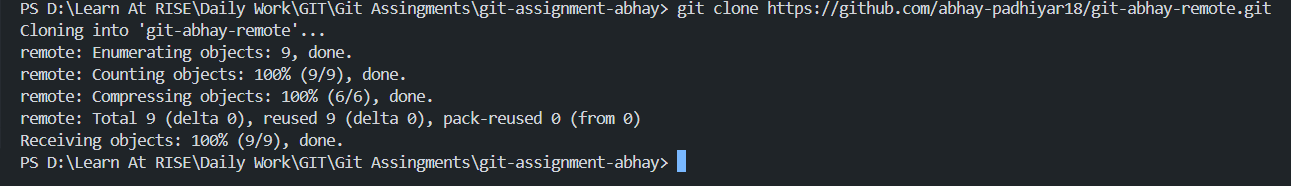 PS D:\Learn At RISE\Daily Work\GIT\Git Assingments\git-assignment-abhay> git clone https://github.com/abhay-padhiyar18/git-abhay-remote.git
Cloning into 'git-abhay-remote'...
remote: Enumerating objects: 9, done.
remote: Counting objects: 100% (9/9), done.
remote: Compressing objects: 100% (6/6), done.
remote: Total 9 (delta 0), reused 9 (delta 0), pack-reused 0 (from 0)
Receiving objects: 100% (9/9), done.
PS D:\Learn At RISE\Daily Work\GIT\Git Assingments\git-assignment-abhay>